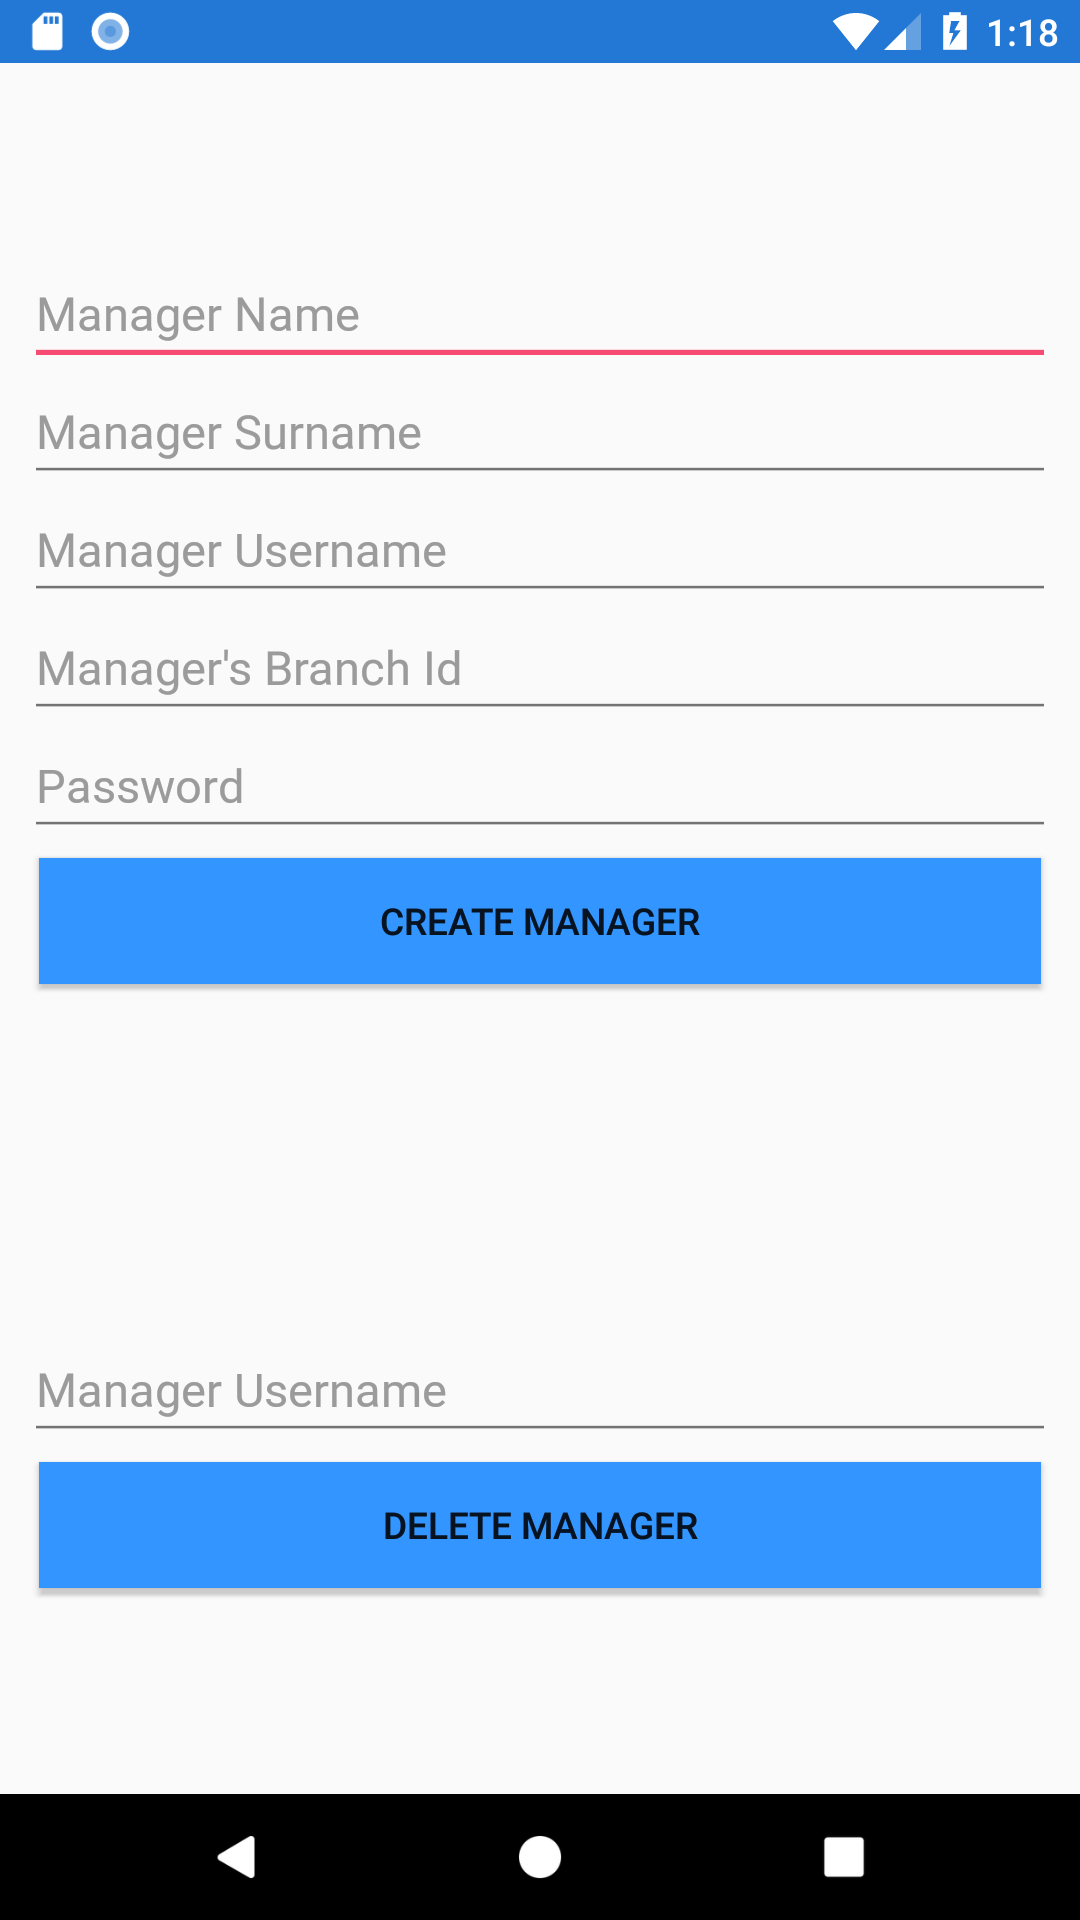 1:18
Manager Name
Manager Surname
Manager Username
Manager's Branch Id
Password
CREATE MANAGER
Manager Username
DELETE MANAGER